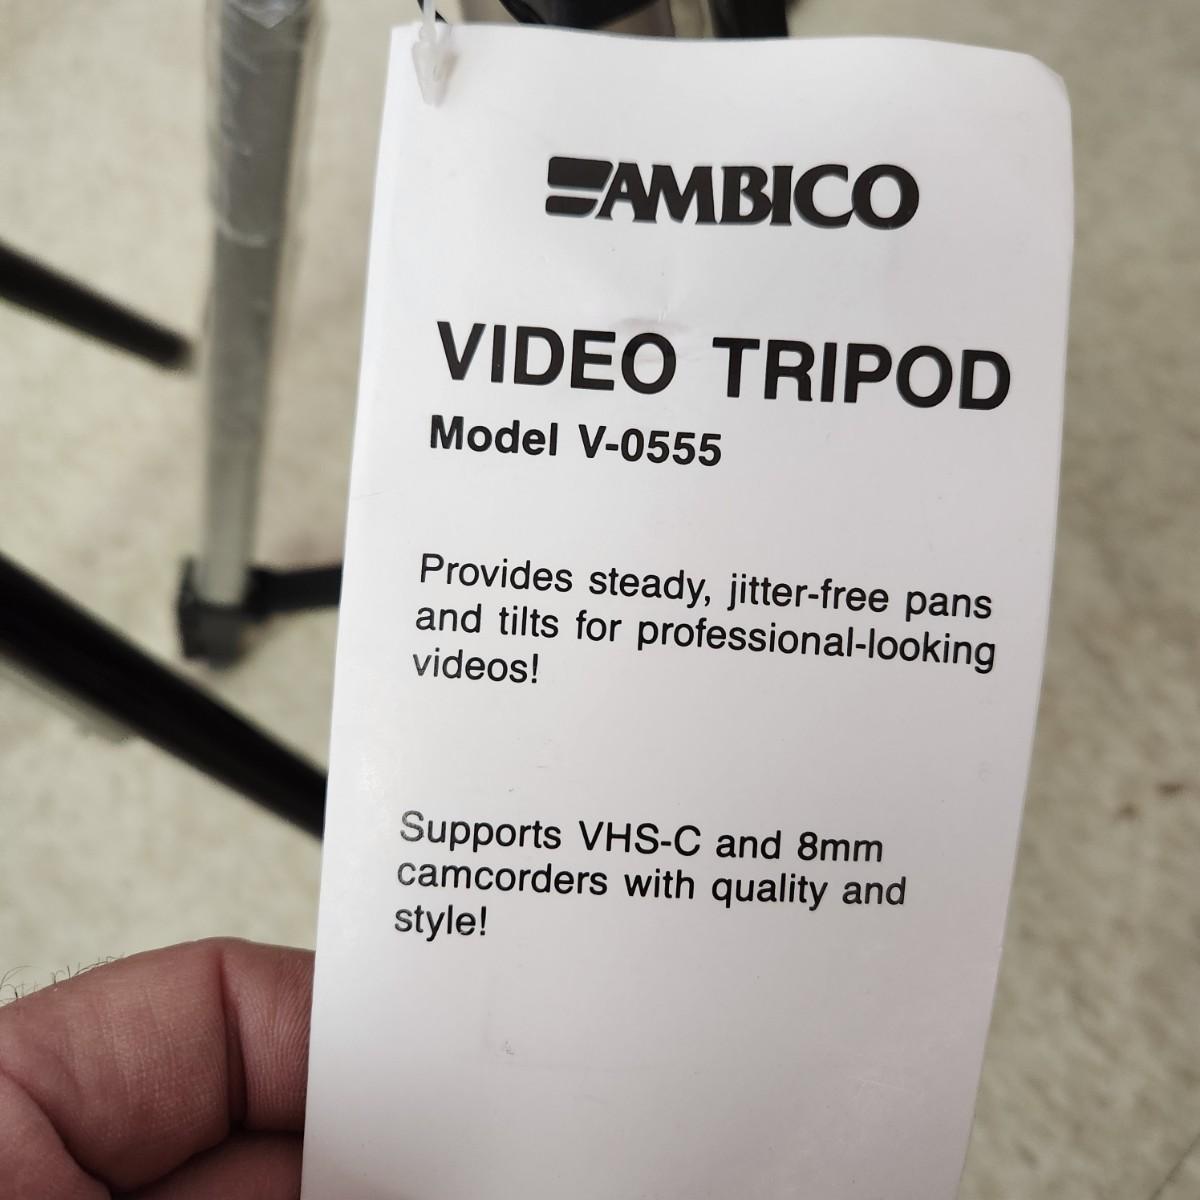 AMBICO
VIDEO TRIPOD
Model V-0555
Provides steady, jitter-free pans
and tilts for professional-looking
videos!
Supports VHS-C and 8mm
camcorders with quality and
style!